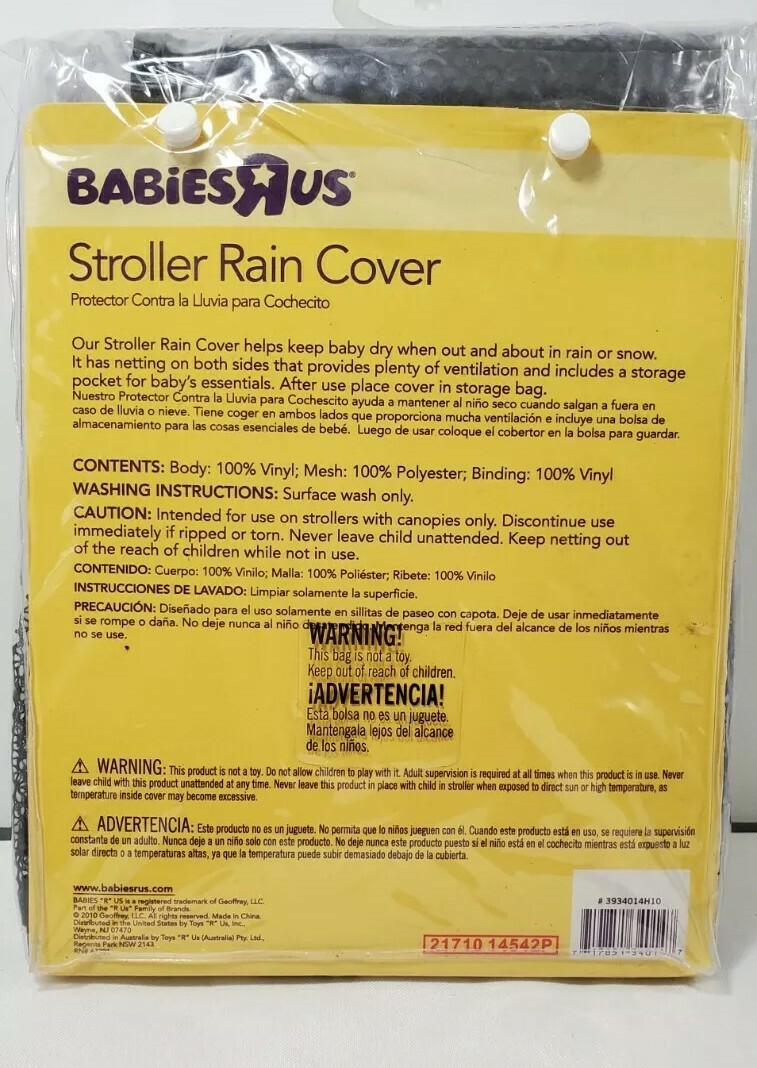 BABiES R US
Stroller Rain Cover
Protector Contra la Lluvia para Cochecito
Our Stroller Rain Cover helps keep baby dry when out and about in rain or snow.
It has netting on both sides that provides plenty of ventilation and includes a storage
pocket for baby's essentials. After use place cover in storage bag.
Nuestro Protector Contra la Lluvia para Cochescito ayuda a mantener al niño seco cuando salgan a fuera en
caso de lluvia o nieve. Tiene coger en ambos lados que proporciona mucha ventilación e incluye una bolsa de
almacenamiento para las cosas esenciales de bebé. Luego de usar coloque el cobertor en la bolsa para guardar.
CONTENTS: Body: 100% Vinyl; Mesh: 100% Polyester; Binding: 100% Vinyl
WASHING INSTRUCTIONS: Surface wash only.
CAUTION: Intended for use on strollers with canopies only. Discontinue use
immediately if ripped or torn. Never leave child unattended. Keep netting out
of the reach of children while not in use.
CONTENIDO: Cuerpo: 100% Vinilo; Malla: 100% Poliéster; Ribete: 100% Vinilo
INSTRUCCIONES DE LAVADO: Limpiar solamente la superficie.
PRECAUCIÓN: Diseñado para el uso solamente en sillitas de paseo con capota. Deje de usar inmediatamente
si se rompe o daña. No deje nunca al niño desatendido. Mantenga la red fuera del alcance de los niños mientras
no se use.
WARNING!
This bag is not a toy.
Keep out of reach of children.
¡ADVERTENCIA!
Esta bolsa no es un juguete.
Mantengala lejos del alcance
de los niños.
⚠ WARNING: This product is not a toy. Do not allow children to play with it. Adult supervision is required at all times when this product is in use. Never
leave child with this product unattended at any time. Never leave this product in place with child in stroller when exposed to direct sun or high temperature, as
temperature inside cover may become excessive.
⚠ ADVERTENCIA: Este producto no es un juguete. No permita que lo niños jueguen con él. Cuando este producto está en uso, se requiere la supervisión
constante de un adulto. Nunca deje a un niño solo con este producto. No deje nunca este producto puesto si el niño está en el cochecito mientras está expuesto a luz
solar directa o a temperaturas altas, ya que la temperatura puede subir demasiado debajo de la cubierta.
www.babiesrus.com
BABIES "R" US is a registered trademark of Geoffrey, LLC.
Part of the "R Us" Family of Brands.
© 2010 Geoffrey, LLC. All rights reserved. Made in China.
Distributed in the United States by Toys "R" Us, Inc.,
Wayne, NJ 07470
Distributed in Australia by Toys "R" Us (Australia) Pty. Ltd.,
Regents Park NSW 2143
RN#
21710 14542P
# 3934014H10